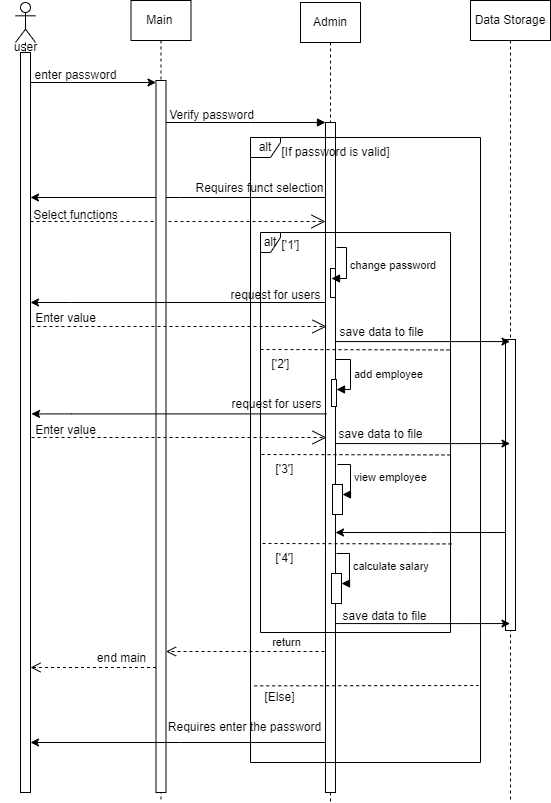 user
Main
Admin
Data Storage
enter password
Verify password
alt
[If password is valid]
Requires funct selection
Select functions
alt
['1']
change password
request for users
Enter value
save data to file
['2']
add employee
request for users
Enter value
save data to file
['3']
view employee
['4']
calculate salary
save data to file
return
end main
[Else]
Requires enter the password